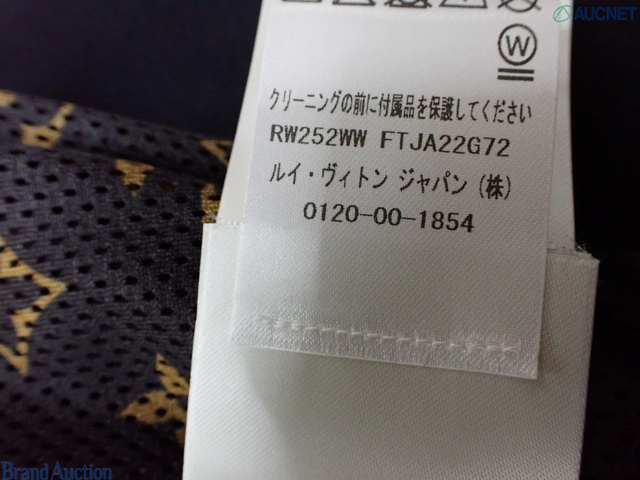 AUCNET
W
クリーニングの前に付属品を保護してください
RW252WW FTJA22G72
ルイ・ヴィトン ジャパン (株)
0120-00-1854
Brand Auction